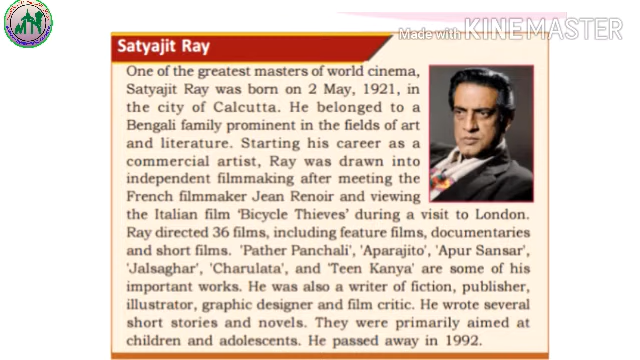 Made with KINEMASTER
Satyajit Ray
One of the greatest masters of world cinema,
Satyajit Ray was born on 2 May, 1921, in
the city of Calcutta. He belonged to a
Bengali family prominent in the fields of art
and literature. Starting his career as a
commercial artist, Ray was drawn into
independent filmmaking after meeting the
French filmmaker Jean Renoir and viewing
the Italian film 'Bicycle Thieves' during a visit to London.
Ray directed 36 films, including feature films, documentaries
and short films. 'Pather Panchali', 'Aparajito', 'Apur Sansar',
'Jalsaghar', 'Charulata', and 'Teen Kanya' are some of his
important works. He was also a writer of fiction, publisher,
illustrator, graphic designer and film critic. He wrote several
short stories and novels. They were primarily aimed at
children and adolescents. He passed away in 1992.